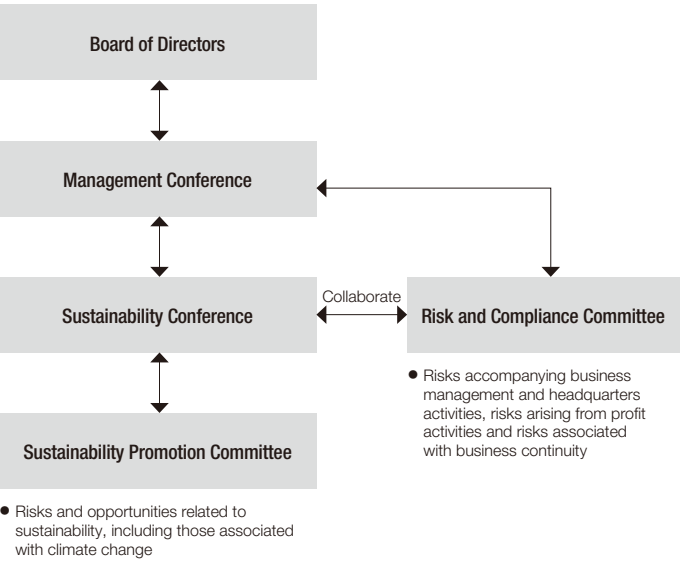 Board of Directors
Management Conference
Sustainability Conference
Collaborate
Risk and Compliance Committee
● Risks accompanying business
management and headquarters
activities, risks arising from profit
activities and risks associated
with business continuity
Sustainability Promotion Committee
● Risks and opportunities related to
sustainability, including those associated
with climate change